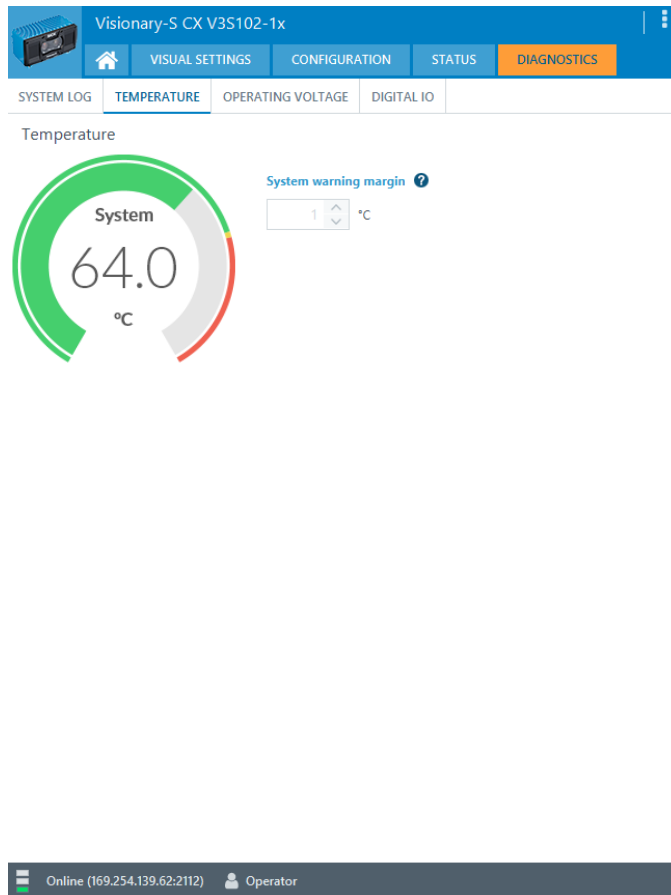 Visionary-S CX V3S102-1x
VISUAL SETTINGS CONFIGURATION STATUS DIAGNOSTICS
SYSTEM LOG TEMPERATURE OPERATING VOLTAGE DIGITAL IO
Temperature
System warning margin ?
1 °C
System
64.0
ºC
Online (169.254.139.62:2112) Operator